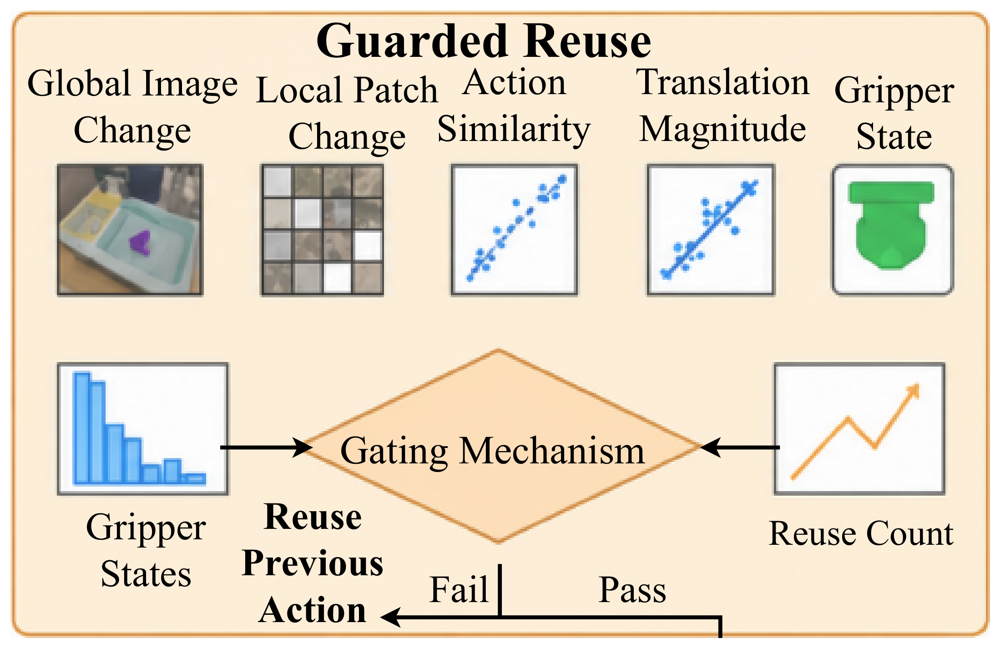 Guarded Reuse
Global Image
Change
Local Patch
Change
Action
Similarity
Translation
Magnitude
Gripper
State
Gating Mechanism
Gripper
States
Reuse Count
Reuse
Previous
Action
Fail
Pass